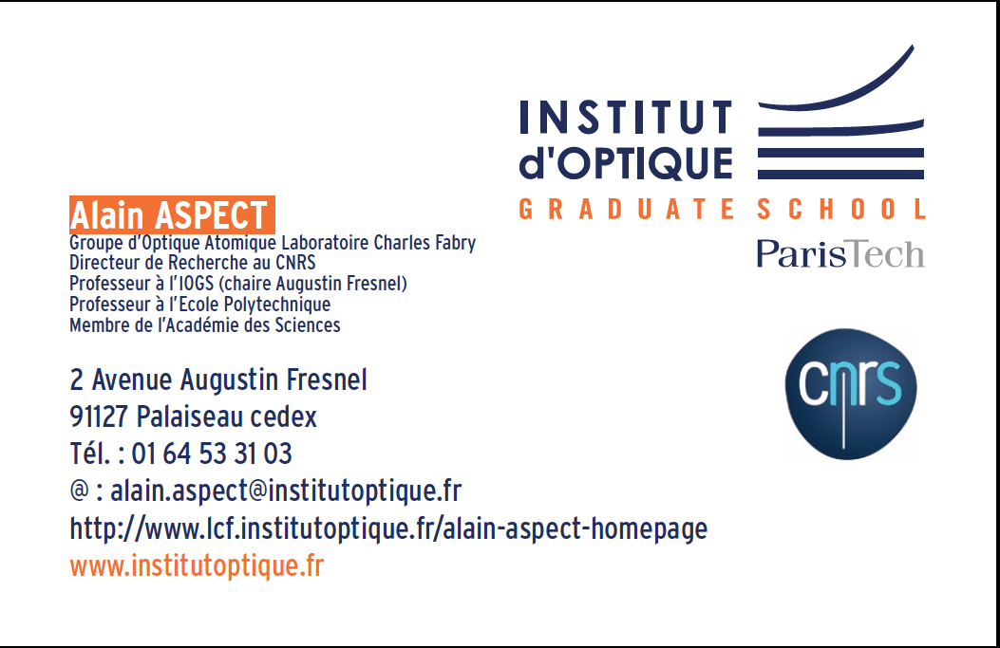 INSTITUT
d'OPTIQUE
GRADUATE SCHOOL
ParisTech
Alain ASPECT
Groupe d'Optique Atomique Laboratoire Charles Fabry
Directeur de Recherche au CNRS
Professeur à l'IOGS (chaire Augustin Fresnel)
Professeur à l'Ecole Polytechnique
Membre de l'Académie des Sciences
cnrs
2 Avenue Augustin Fresnel
91127 Palaiseau cedex
Tél. : 01 64 53 31 03
@ : alain.aspect@institutoptique.fr
http://www.lcf.institutoptique.fr/alain-aspect-homepage
www.institutoptique.fr